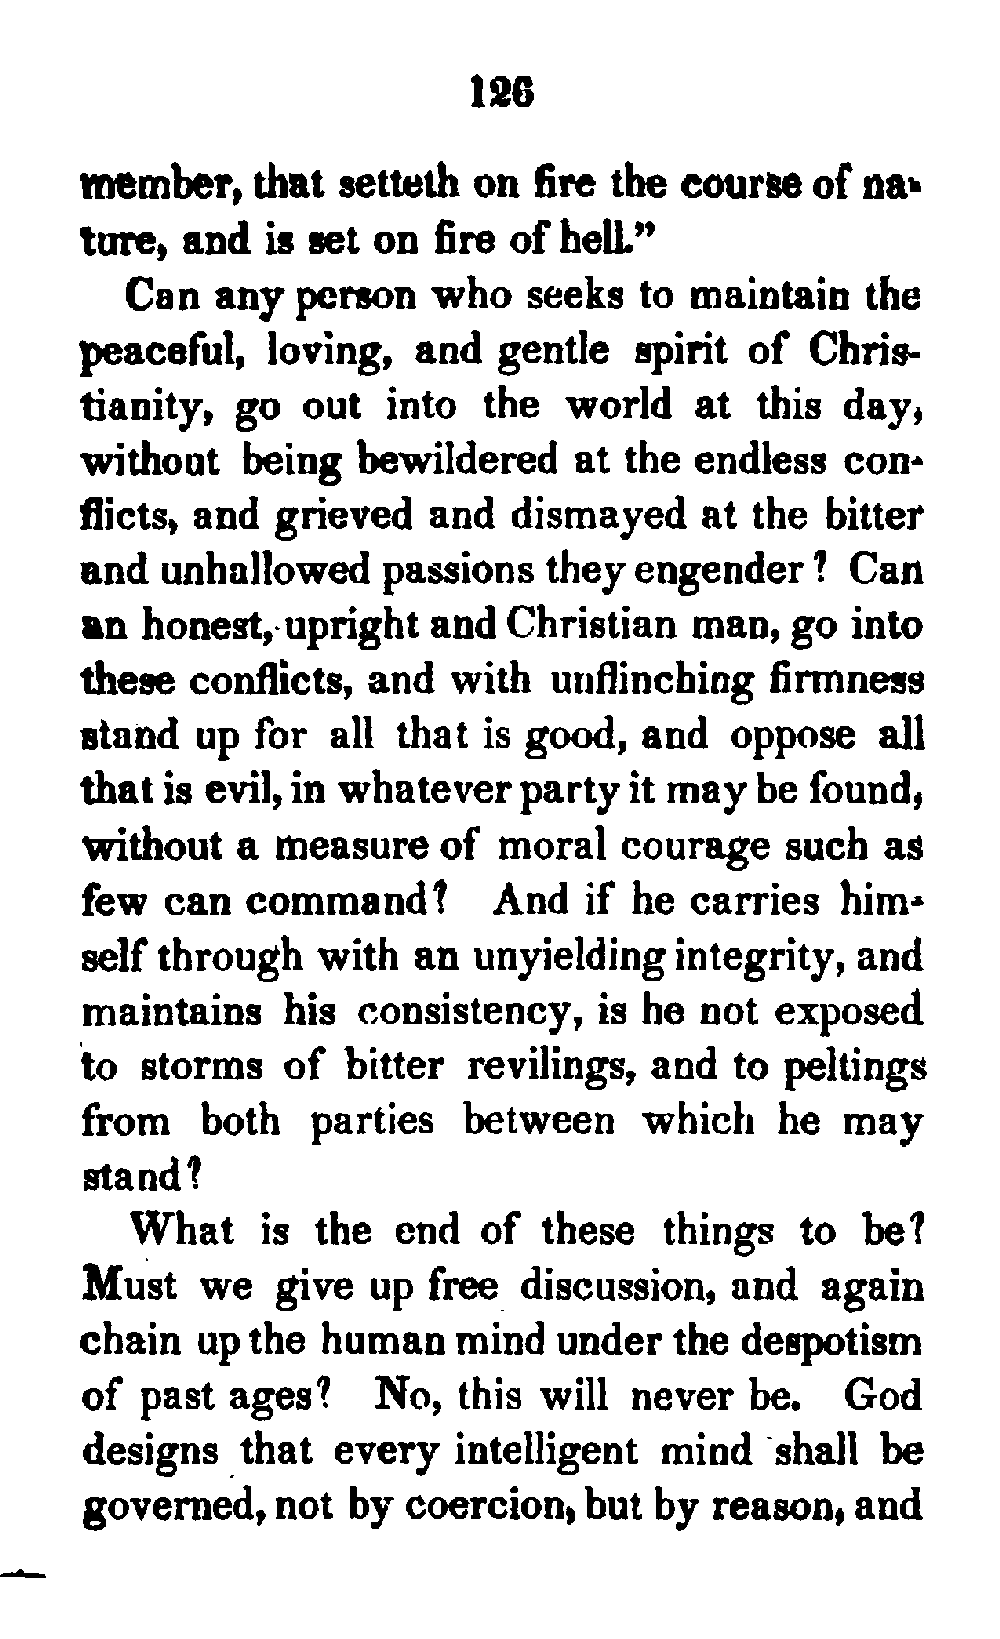 126
member, that setteth on fire the course of na-
ture, and is set on fire of hell."
Can any person who seeks to maintain the
peaceful, loving, and gentle spirit of Chris-
tianity, go out into the world at this day,
without being bewildered at the endless con-
flicts, and grieved and dismayed at the bitter
and unhallowed passions they engender? Can
an honest, upright and Christian man, go into
these conflicts, and with unflinching firmness
stand up for all that is good, and oppose all
that is evil, in whatever party it may be found,
without a measure of moral courage such as
few can command? And if he carries him-
self through with an unyielding integrity, and
maintains his consistency, is he not exposed
to storms of bitter revilings, and to peltings
from both parties between which he may
stand?
What is the end of these things to be?
Must we give up free discussion, and again
chain up the human mind under the despotism
of past ages? No, this will never be. God
designs that every intelligent mind shall be
governed, not by coercion, but by reason, and